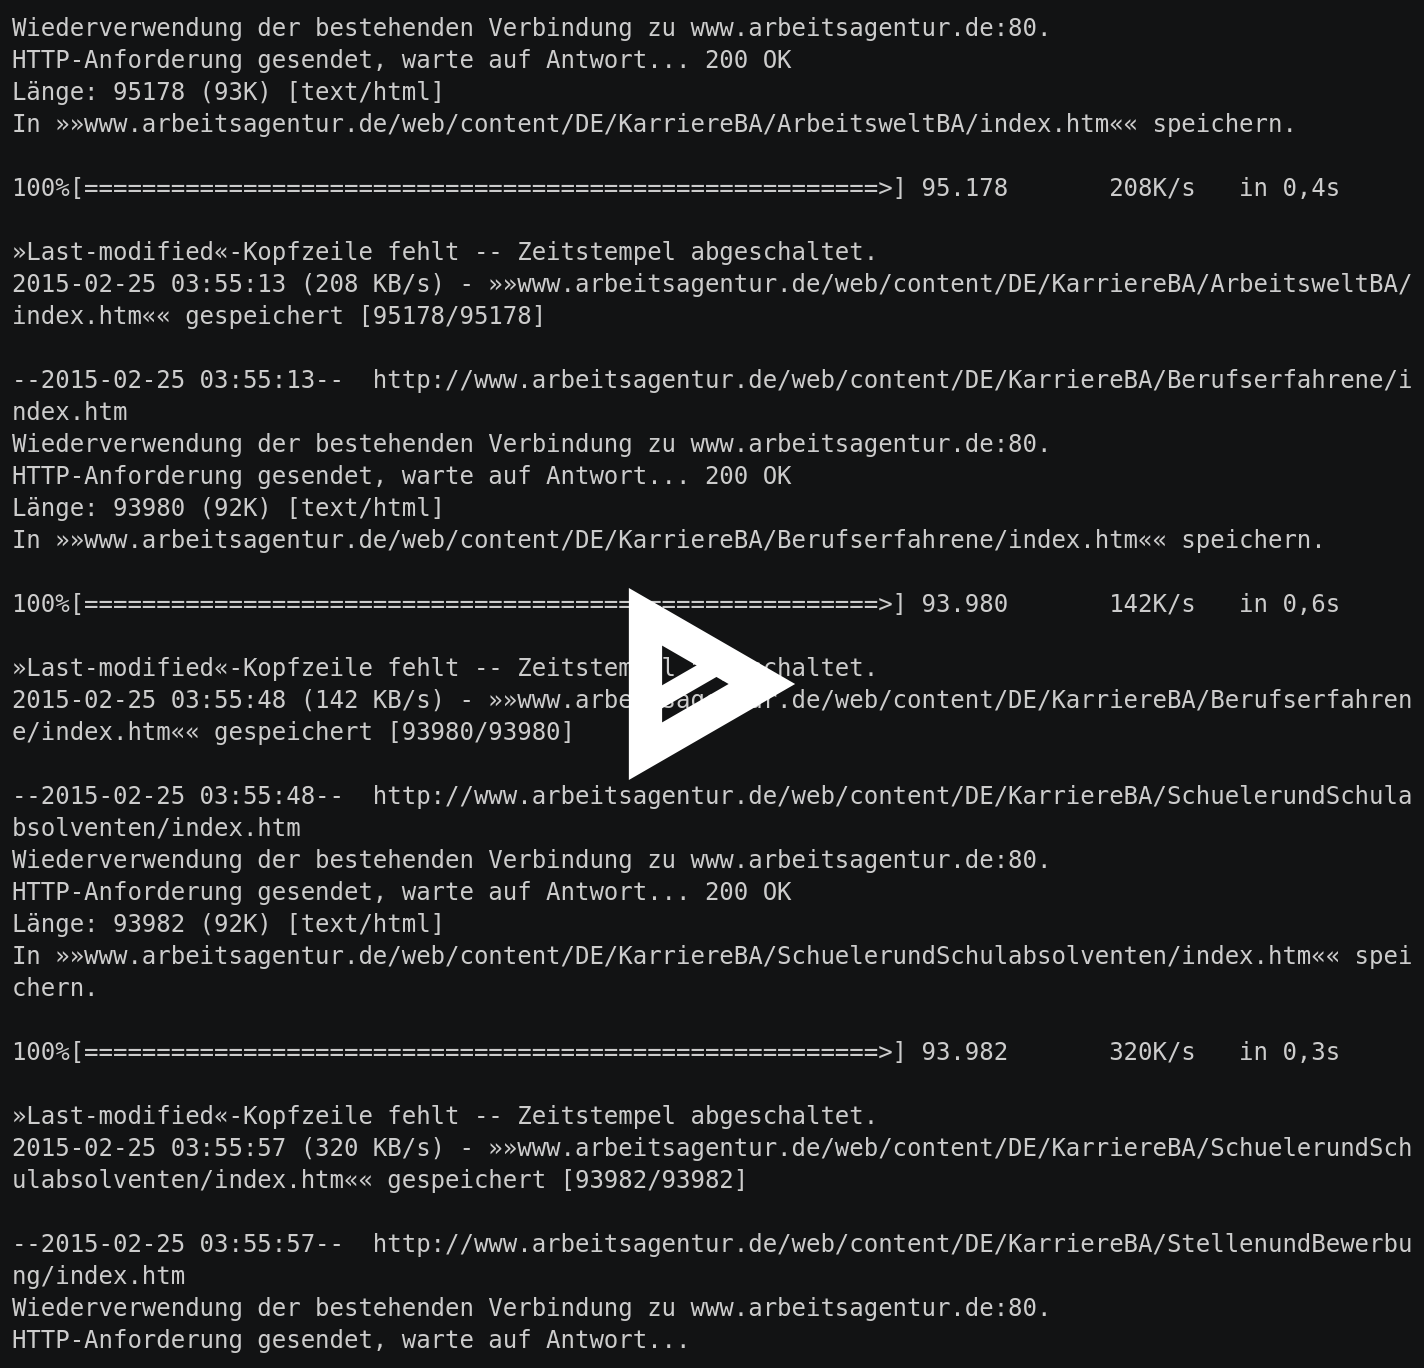 Wiederverwendung der bestehenden Verbindung zu www.arbeitsagentur.de:80.
HTTP-Anforderung gesendet, warte auf Antwort... 200 OK
Länge: 95178 (93K) [text/html]
In »»www.arbeitsagentur.de/web/content/DE/KarriereBA/ArbeitsweltBA/index.htm«« speichern.
100%[=======================================================>] 95.178       208K/s   in 0,4s
»Last-modified«-Kopfzeile fehlt -- Zeitstempel abgeschaltet.
2015-02-25 03:55:13 (208 KB/s) - »»www.arbeitsagentur.de/web/content/DE/KarriereBA/ArbeitsweltBA/
index.htm«« gespeichert [95178/95178]
--2015-02-25 03:55:13--  http://www.arbeitsagentur.de/web/content/DE/KarriereBA/Berufserfahrene/i
ndex.htm
Wiederverwendung der bestehenden Verbindung zu www.arbeitsagentur.de:80.
HTTP-Anforderung gesendet, warte auf Antwort... 200 OK
Länge: 93980 (92K) [text/html]
In »»www.arbeitsagentur.de/web/content/DE/KarriereBA/Berufserfahrene/index.htm«« speichern.
100%[=======================================================>] 93.980       142K/s   in 0,6s
»Last-modified«-Kopfzeile fehlt -- Zeitstempel abgeschaltet.
2015-02-25 03:55:48 (142 KB/s) - »»www.arbeitsagentur.de/web/content/DE/KarriereBA/Berufserfahren
e/index.htm«« gespeichert [93980/93980]
--2015-02-25 03:55:48--  http://www.arbeitsagentur.de/web/content/DE/KarriereBA/SchuelerundSchula
bsolventen/index.htm
Wiederverwendung der bestehenden Verbindung zu www.arbeitsagentur.de:80.
HTTP-Anforderung gesendet, warte auf Antwort... 200 OK
Länge: 93982 (92K) [text/html]
In »»www.arbeitsagentur.de/web/content/DE/KarriereBA/SchuelerundSchulabsolventen/index.htm«« spei
chern.
100%[=======================================================>] 93.982       320K/s   in 0,3s
»Last-modified«-Kopfzeile fehlt -- Zeitstempel abgeschaltet.
2015-02-25 03:55:57 (320 KB/s) - »»www.arbeitsagentur.de/web/content/DE/KarriereBA/SchuelerundSch
ulabsolventen/index.htm«« gespeichert [93982/93982]
--2015-02-25 03:55:57--  http://www.arbeitsagentur.de/web/content/DE/KarriereBA/StellenundBewerbu
ng/index.htm
Wiederverwendung der bestehenden Verbindung zu www.arbeitsagentur.de:80.
HTTP-Anforderung gesendet, warte auf Antwort...